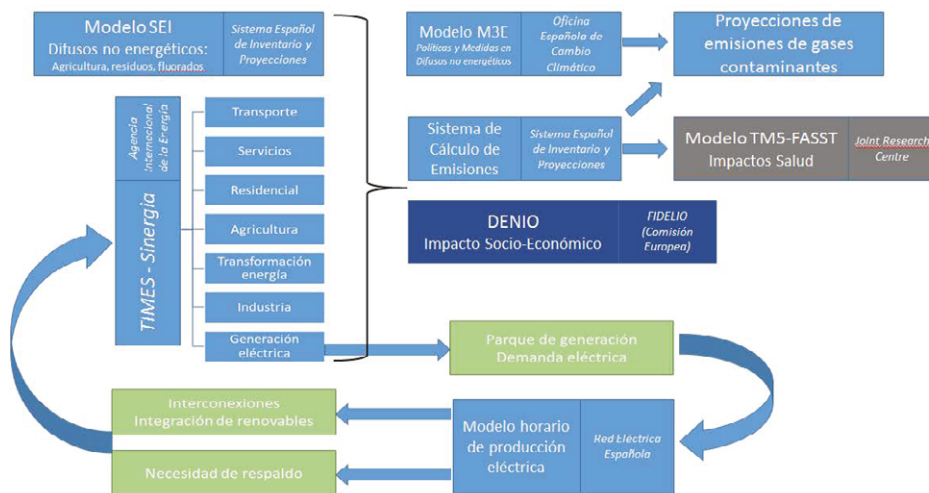 Modelo SEI
Difusos no energéticos:
Agricultura, residuos, fluorados
Sistema
Español de
Inventario y
Proyecciones
Modelo M3E
Políticas y Medidas en
Difusos no energéticos
Oficina
Española de
Cambio
Climático
Proyecciones de
emisiones de gases
contaminantes
Agencia
Internacional
de la Energía
TIMES - Sinergia
Transporte
Servicios
Residencial
Agricultura
Transformación
energía
Industria
Generación
eléctrica
Sistema de
Cálculo de
Emisiones
Sistema Español
de Inventario y
Proyecciones
Modelo TM5-FASST
Impactos Salud
Joint Research
Centre
DENIO
Impacto Socio-Económico
FIDELIO
(Comisión
Europea)
Parque de generación
Demanda eléctrica
Interconexiones
Integración de renovables
Necesidad de respaldo
Modelo horario
de producción
eléctrica
Red Eléctrica
Española